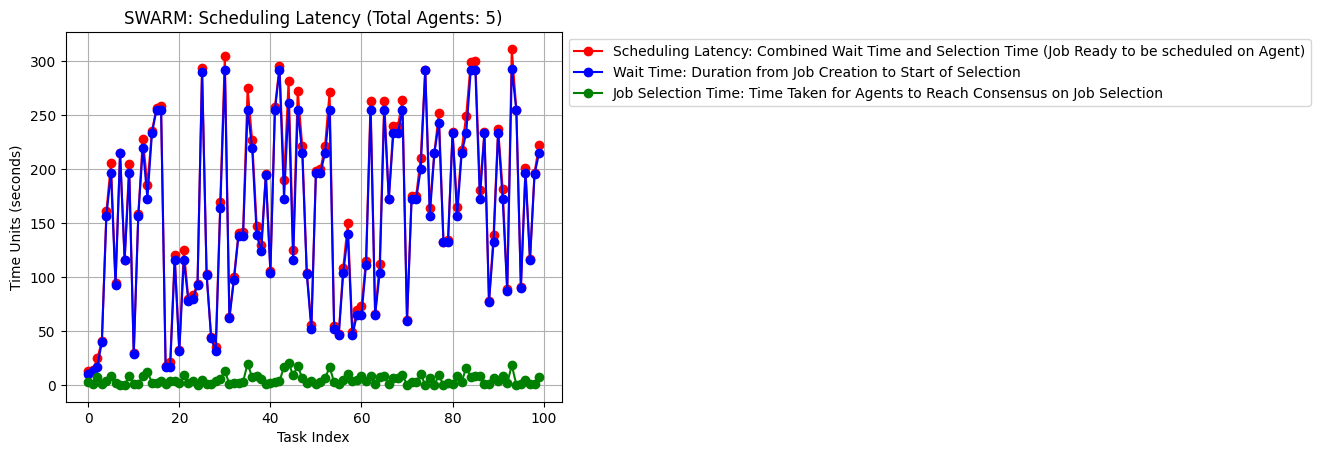 SWARM: Scheduling Latency (Total Agents: 5)
Scheduling Latency: Combined Wait Time and Selection Time (Job Ready to be scheduled on Agent)
Wait Time: Duration from Job Creation to Start of Selection
Job Selection Time: Time Taken for Agents to Reach Consensus on Job Selection
Time Units (seconds)
300
250
200
150
100
50
0
0 20 40 60 80 100
Task Index